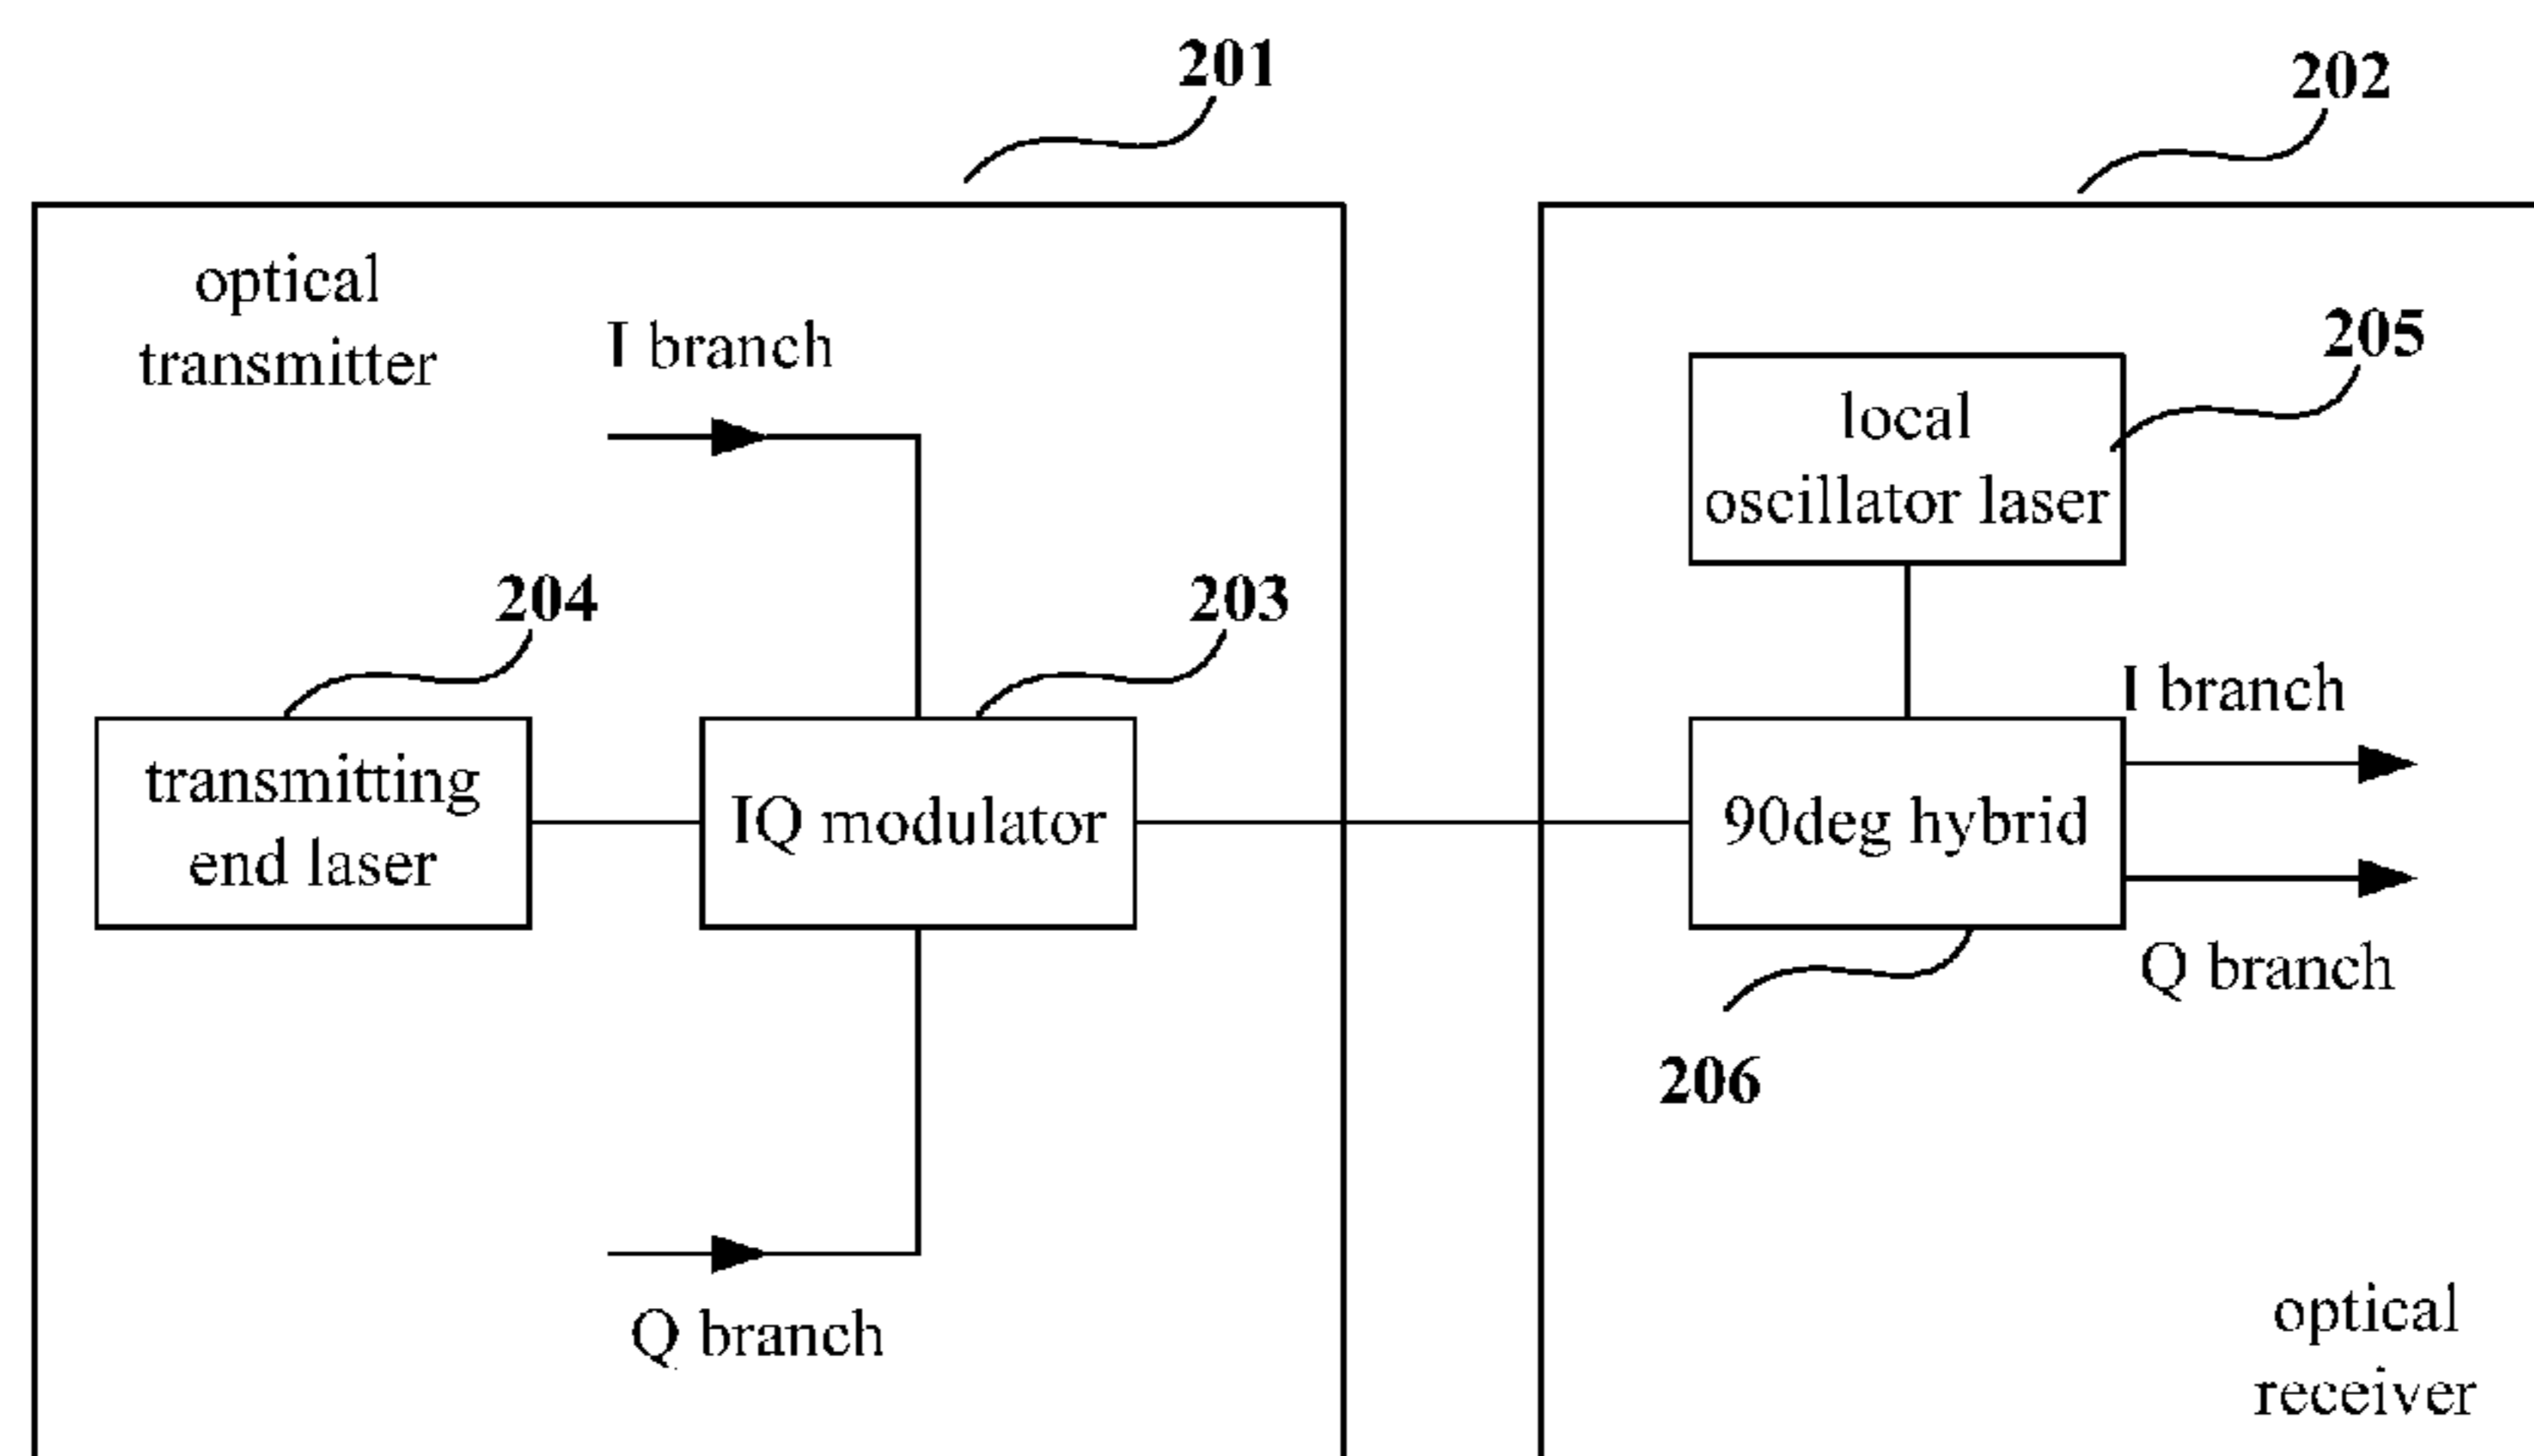 201
202
optical
transmitter
I branch
205
local
oscillator laser
204
203
I branch
transmitting
end laser
IQ modulator
90deg hybrid
Q branch
206
Q branch
optical
receiver